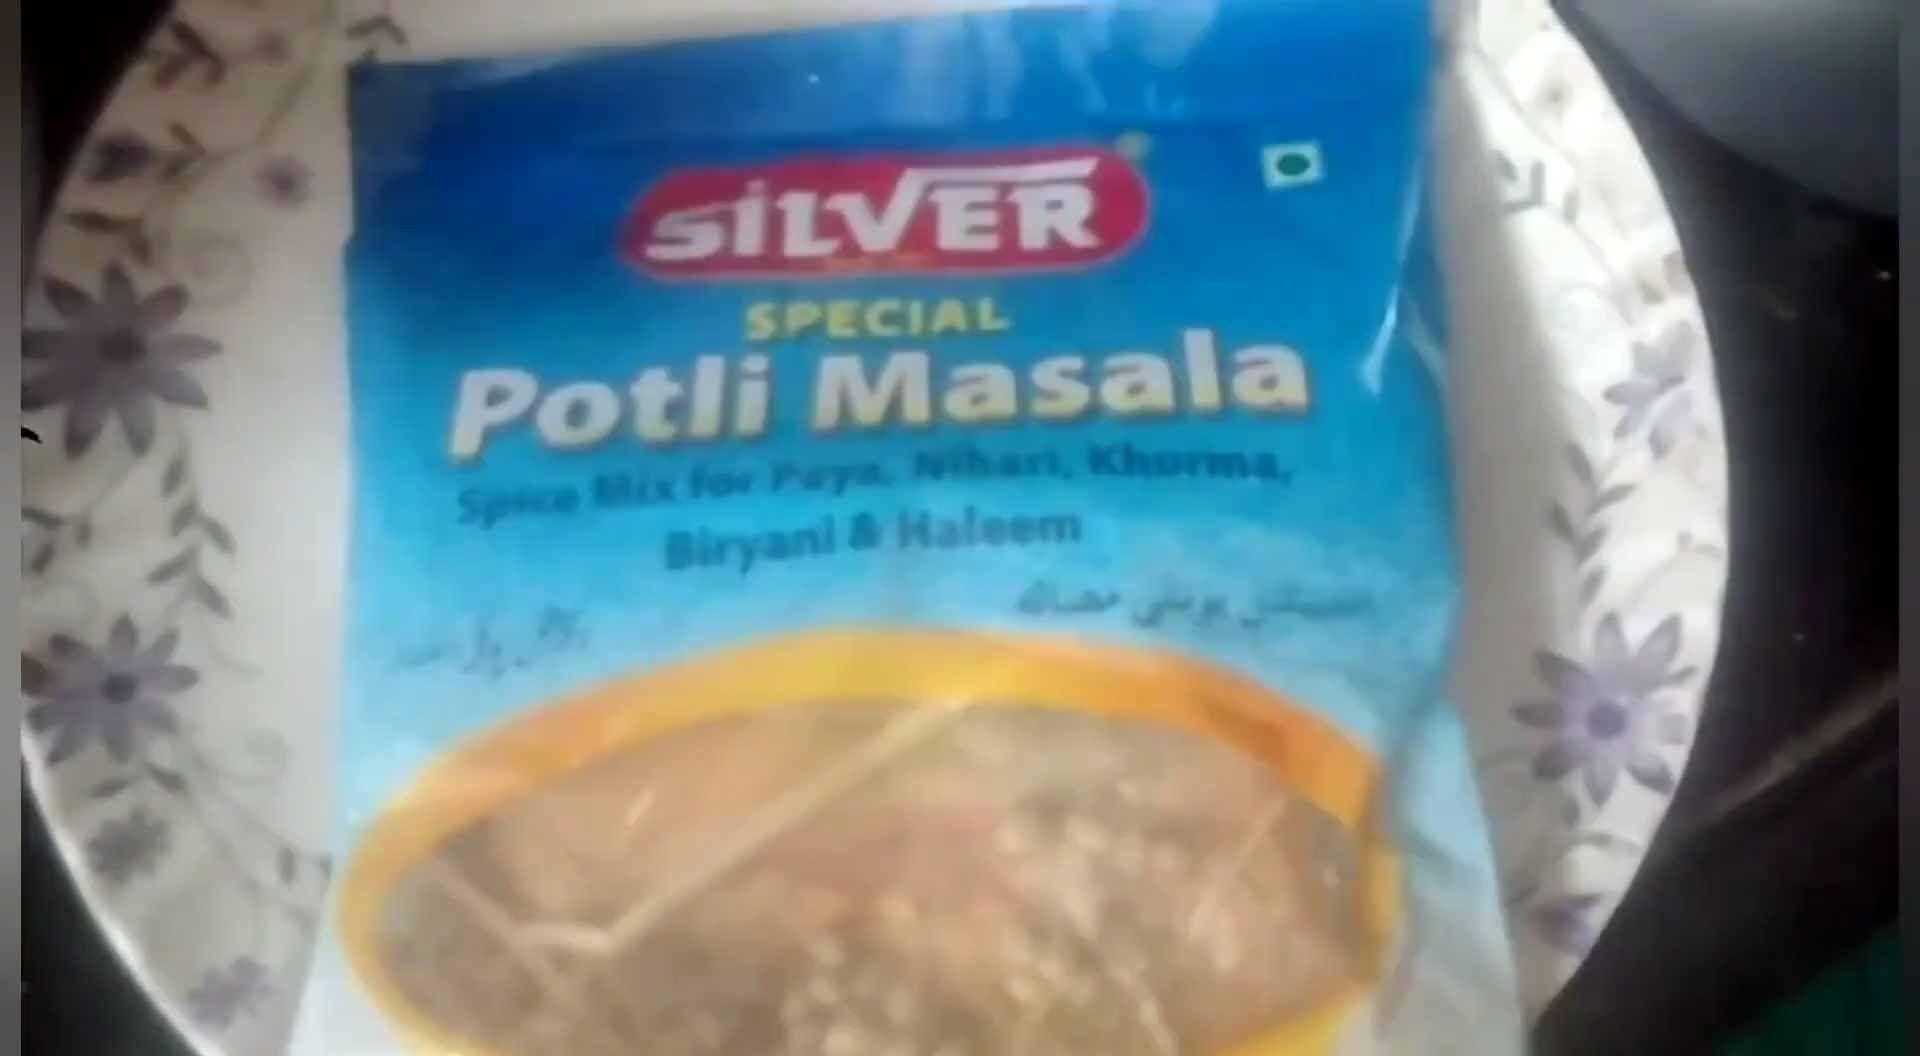 SiLVER
SPECIAL
Potli Masala
Spice Mix for Paya, Nihari, Khorma,
Biryani & Haleem